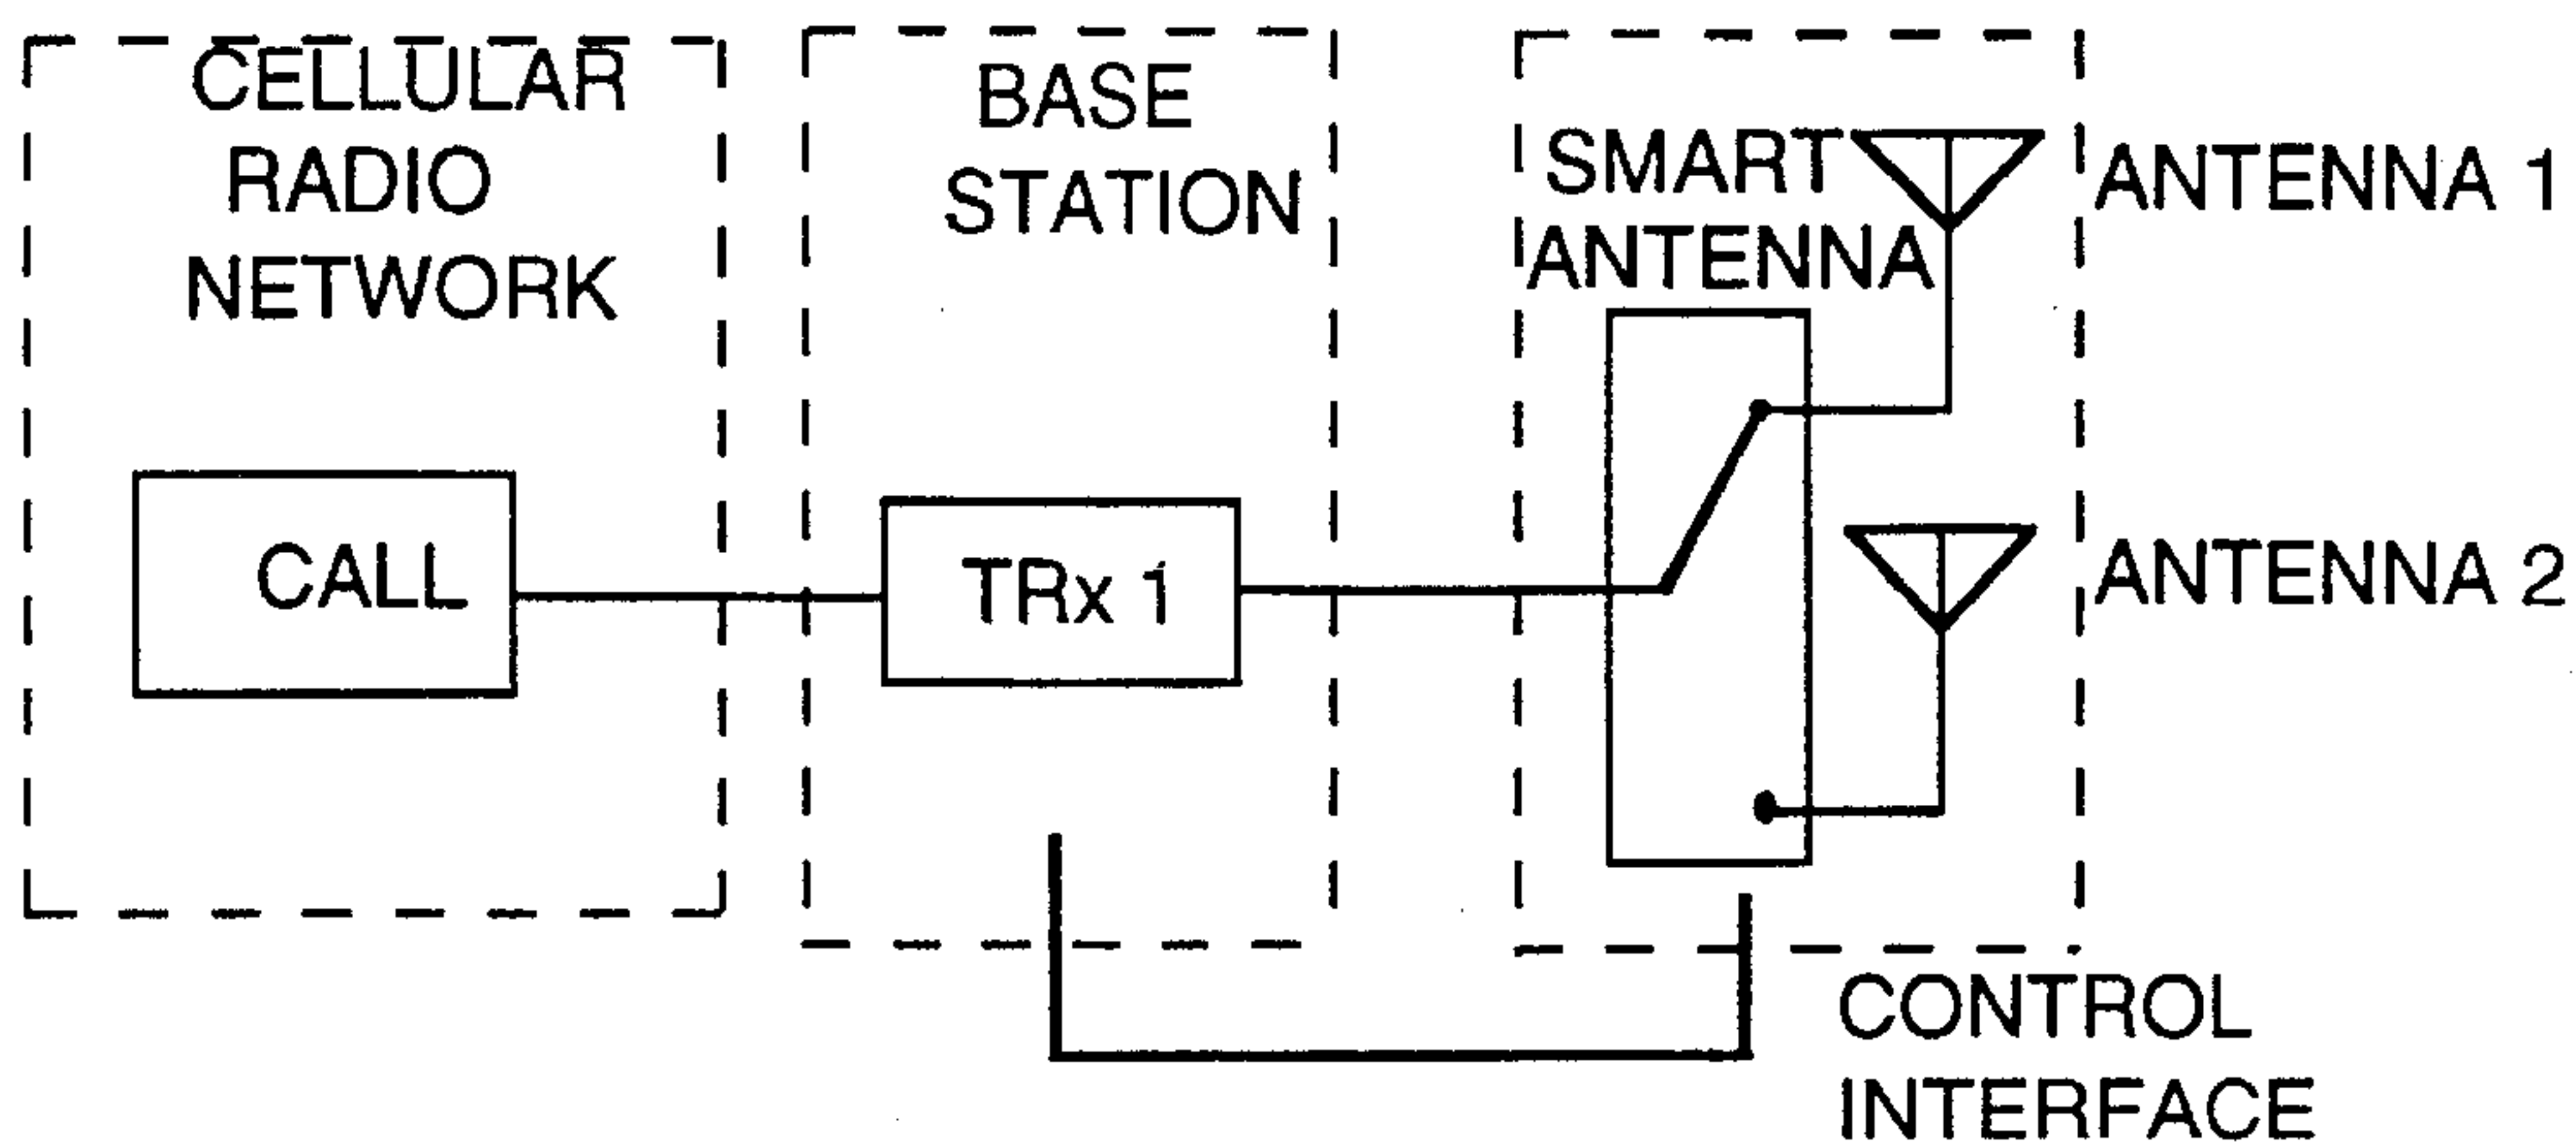 CELLULAR
RADIO
NETWORK
CALL
BASE
STATION
TRx 1
SMART
ANTENNA
ANTENNA 1
ANTENNA 2
CONTROL
INTERFACE